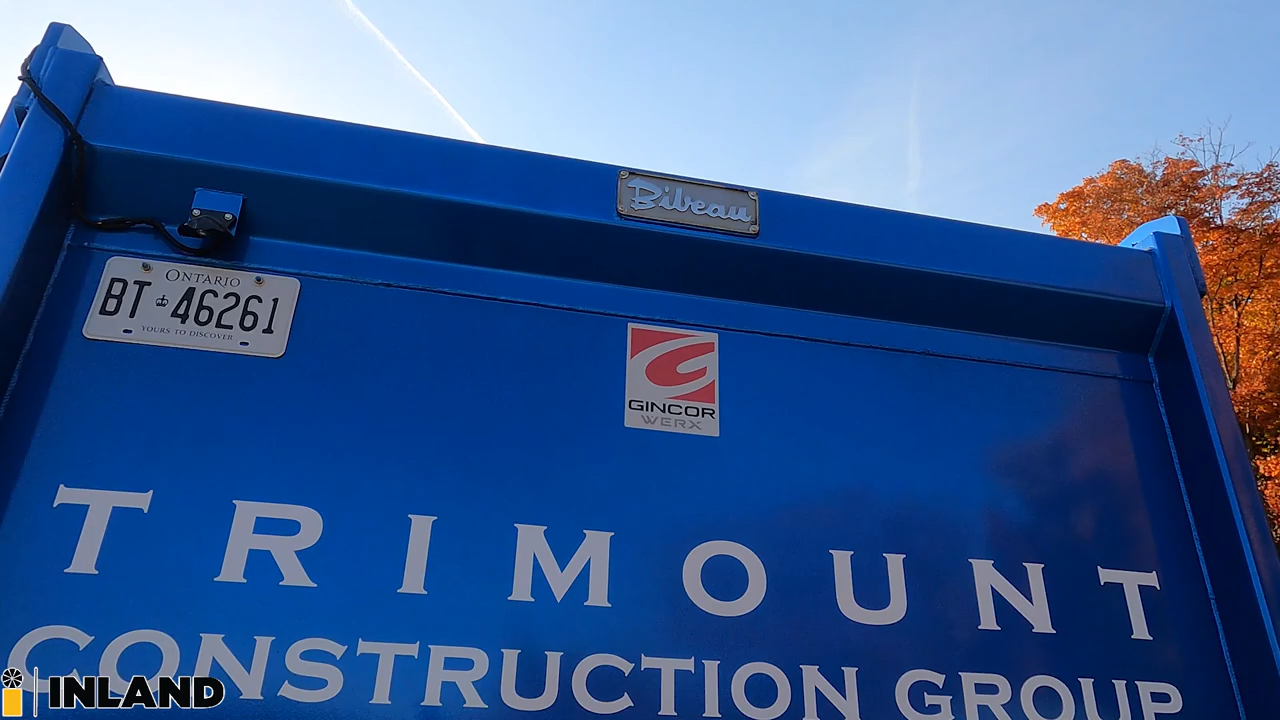 Bibeau
ONTARIO
BT 46261
YOURS TO DISCOVER
GINCOR
WERX
TRIMOUNT
CONSTRUCTION GROUP
INLAND